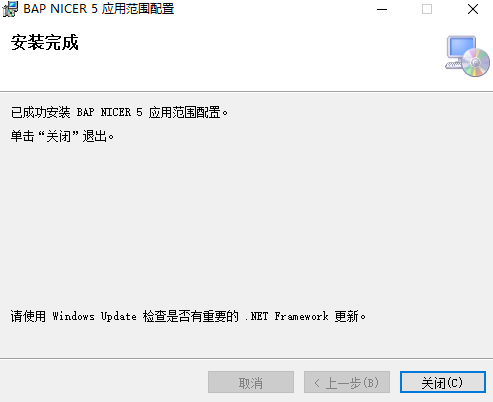 BAP NICER 5 应用范围配置
安装完成
已成功安装 BAP NICER 5 应用范围配置。
单击“关闭”退出。
请使用 Windows Update 检查是否有重要的 .NET Framework 更新。
取消
< 上一步(B)
关闭(C)